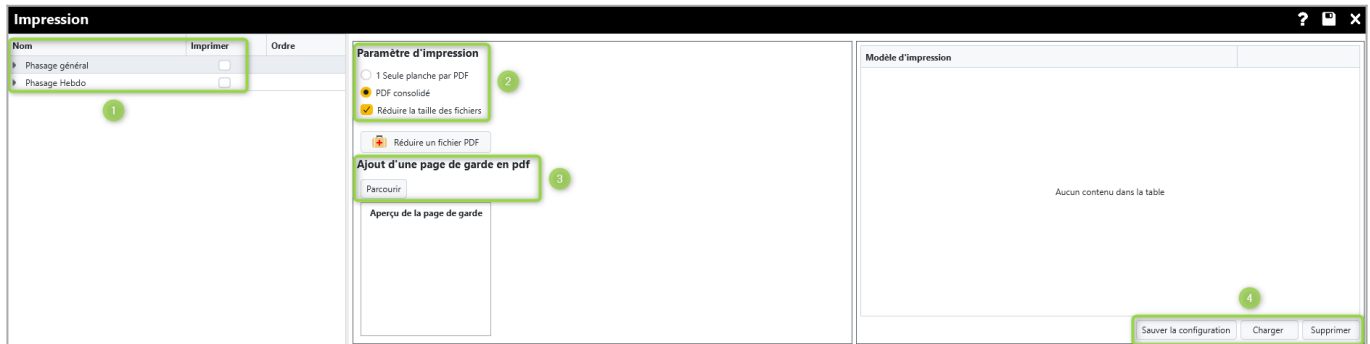 Impression
?
Nom Imprimer Ordre
Phasage général
Phasage Hebdo
1
Paramètre d'impression
1 Seule planche par PDF
PDF consolidé
Réduire la taille des fichiers
2
Réduire un fichier PDF
Ajout d'une page de garde en pdf
Parcourir
3
Aperçu de la page de garde
Modèle d'impression
Aucun contenu dans la table
4
Sauver la configuration Charger Supprimer